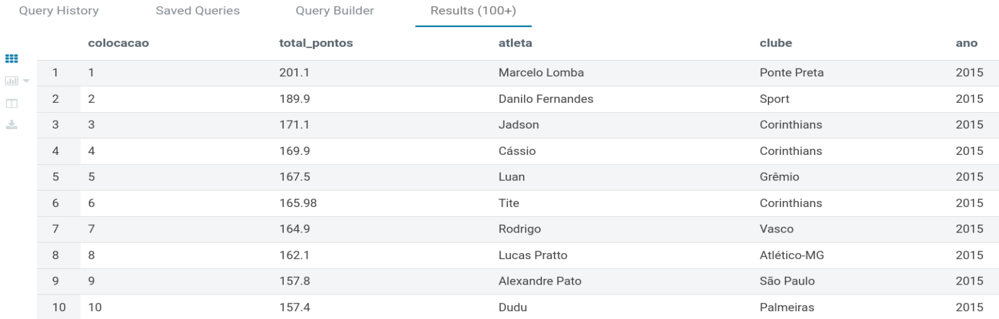 Query History Saved Queries Query Builder Results (100+)
colocacao total_pontos atleta clube ano
1 1 201.1 Marcelo Lomba Ponte Preta 2015
2 2 189.9 Danilo Fernandes Sport 2015
3 3 171.1 Jadson Corinthians 2015
4 4 169.9 Cássio Corinthians 2015
5 5 167.5 Luan Grêmio 2015
6 6 165.98 Tite Corinthians 2015
7 7 164.9 Rodrigo Vasco 2015
8 8 162.1 Lucas Pratto Atlético-MG 2015
9 9 157.8 Alexandre Pato São Paulo 2015
10 10 157.4 Dudu Palmeiras 2015